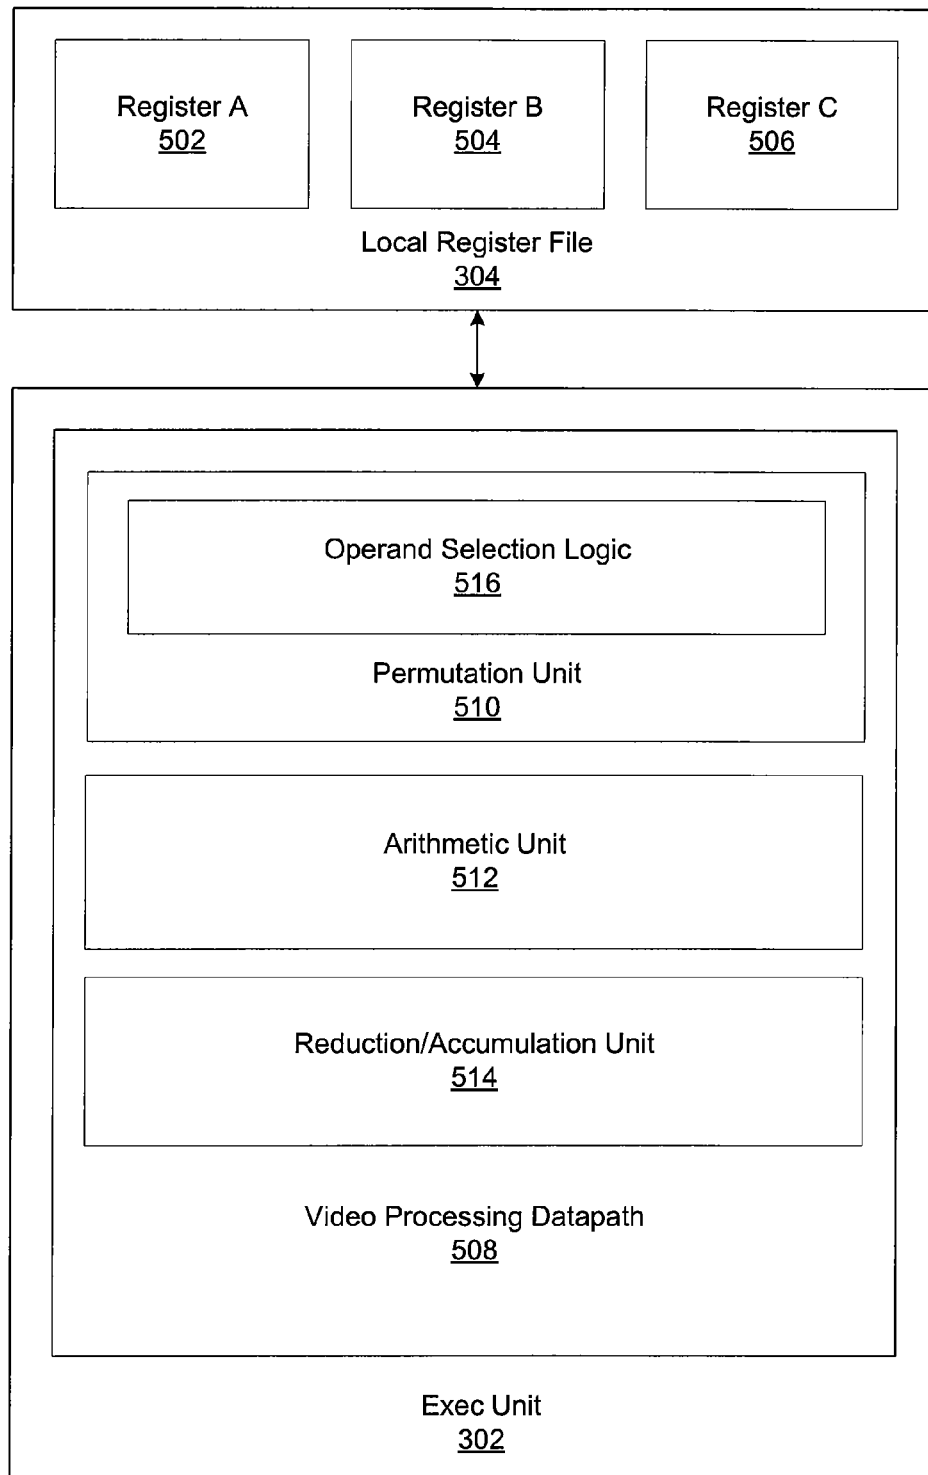 Register A
502
Register B
504
Register C
506
Local Register File
304
Operand Selection Logic
516
Permutation Unit
510
Arithmetic Unit
512
Reduction/Accumulation Unit
514
Video Processing Datapath
508
Exec Unit
302